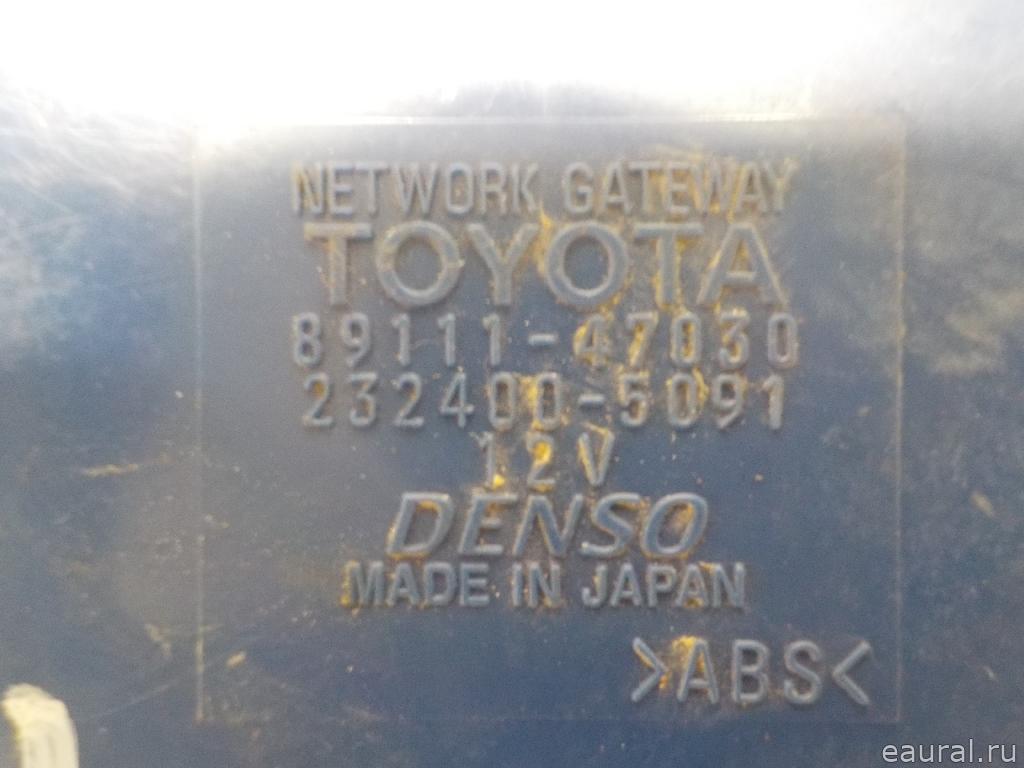 NETWORK GATEWAY
TOYOTA
89111-47030
232400-5091
12V
DENSO
MADE IN JAPAN
>ABS<
eaural.ru